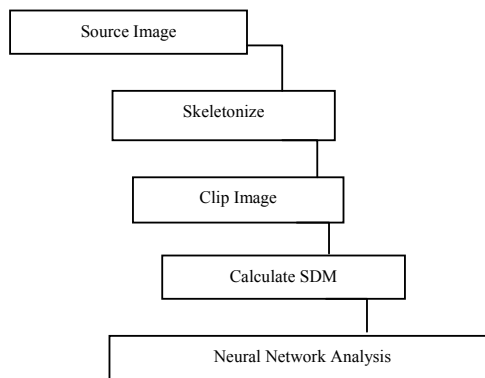 Source Image
Skeletonize
Clip Image
Calculate SDM
Neural Network Analysis